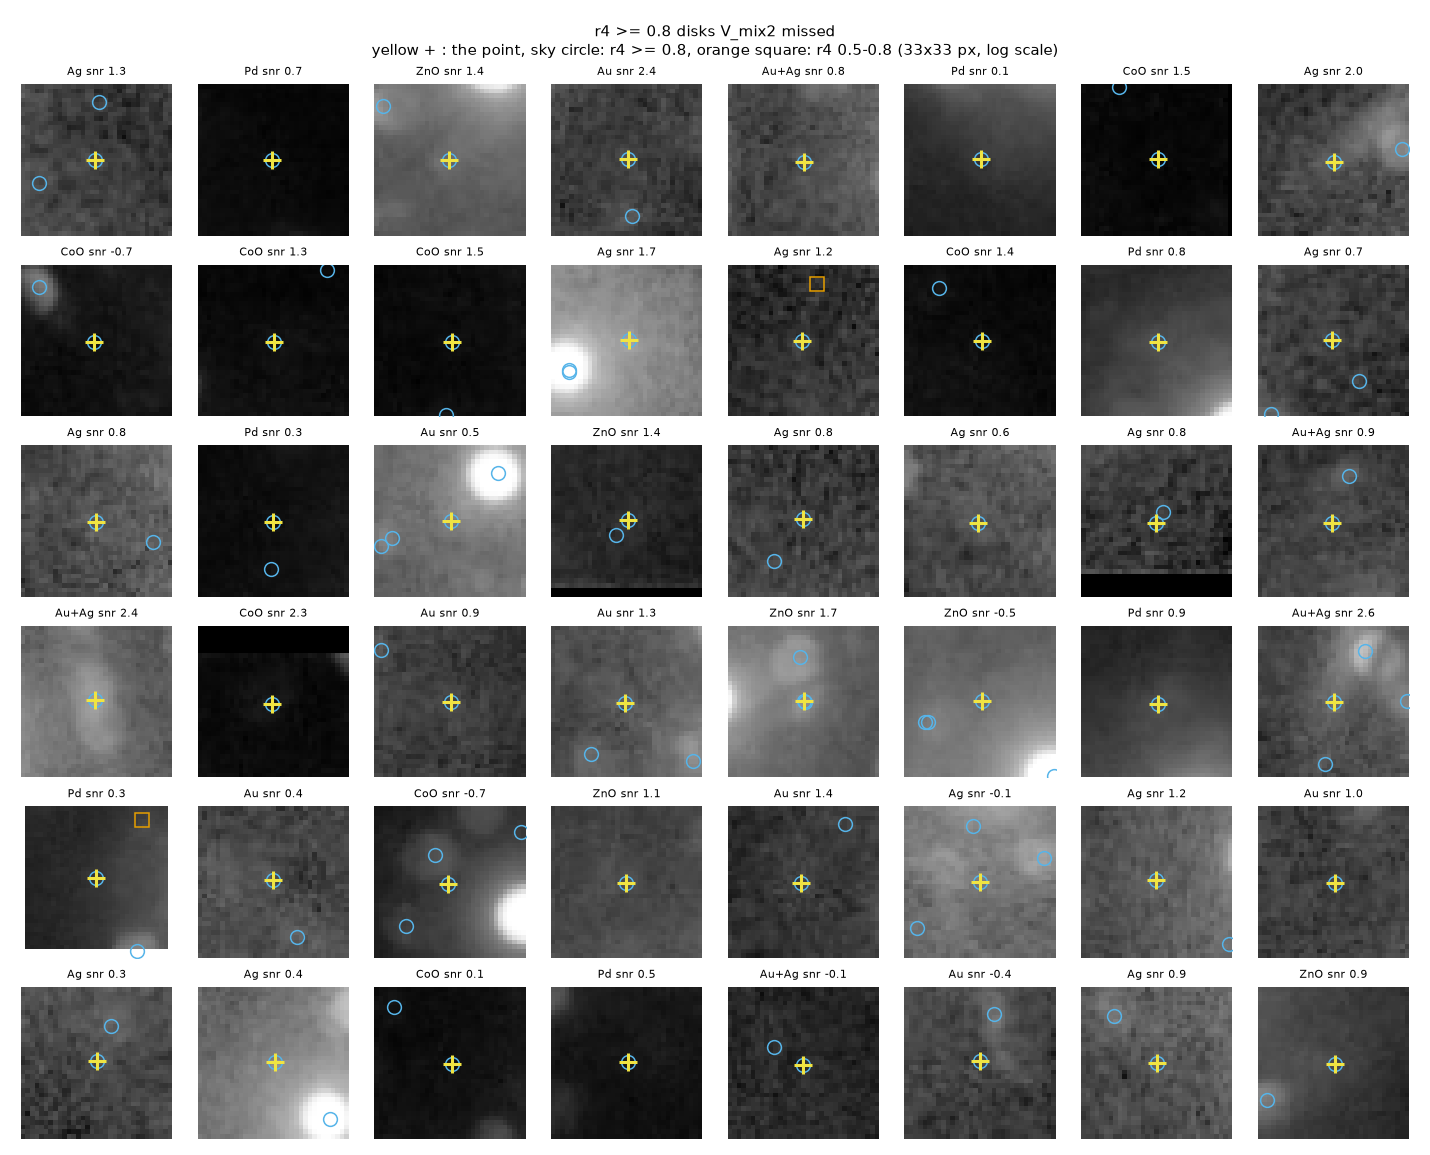 r4 >= 0.8 disks V_mix2 missed
yellow + : the point, sky circle: r4 >= 0.8, orange square: r4 0.5-0.8 (33x33 px, log scale)
Ag snr 1.3 Pd snr 0.7 ZnO snr 1.4 Au snr 2.4 Au+Ag snr 0.8 Pd snr 0.1 CoO snr 1.5 Ag snr 2.0
CoO snr -0.7 CoO snr 1.3 CoO snr 1.5 Ag snr 1.7 Ag snr 1.2 CoO snr 1.4 Pd snr 0.8 Ag snr 0.7
Ag snr 0.8 Pd snr 0.3 Au snr 0.5 ZnO snr 1.4 Ag snr 0.8 Ag snr 0.6 Ag snr 0.8 Au+Ag snr 0.9
Au+Ag snr 2.4 CoO snr 2.3 Au snr 0.9 Au snr 1.3 ZnO snr 1.7 ZnO snr -0.5 Pd snr 0.9 Au+Ag snr 2.6
Pd snr 0.3 Au snr 0.4 CoO snr -0.7 ZnO snr 1.1 Au snr 1.4 Ag snr -0.1 Ag snr 1.2 Au snr 1.0
Ag snr 0.3 Ag snr 0.4 CoO snr 0.1 Pd snr 0.5 Au+Ag snr -0.1 Au snr -0.4 Ag snr 0.9 ZnO snr 0.9